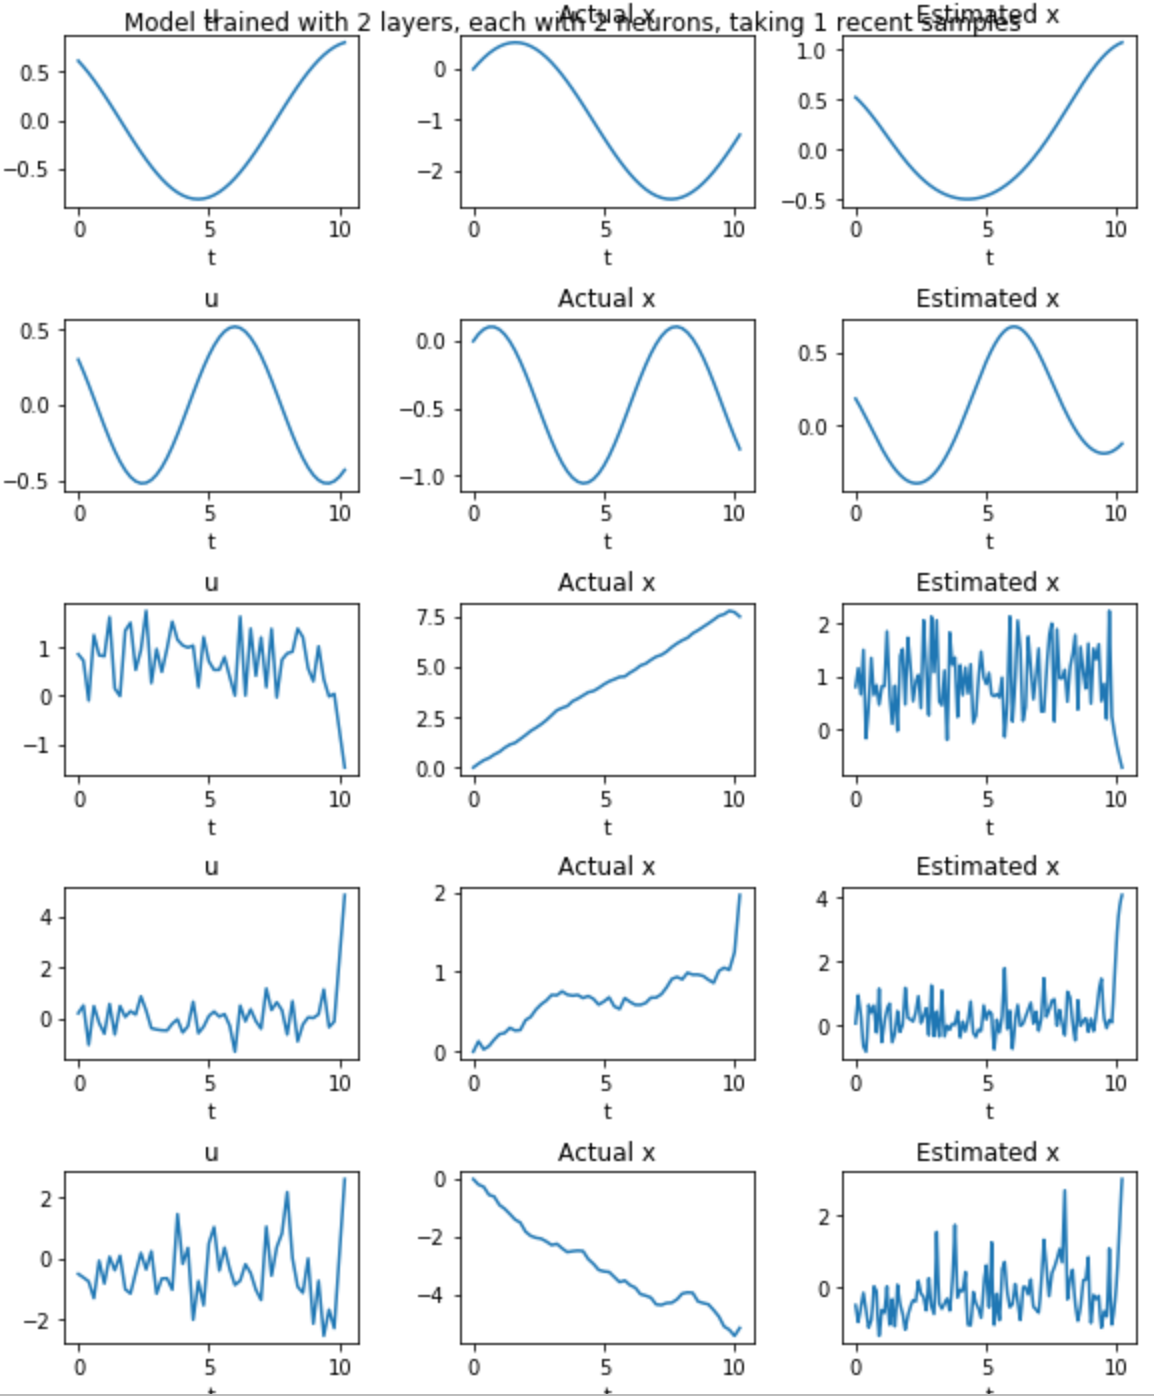 Model trained with 2 layers, each with 2 neurons, taking 1 recent samples
u Actual x Estimated x
0.5
0.0
−0.5
0 5 10
t
0
−1
−2
0 5 10
t
1.0
0.5
0.0
−0.5
0 5 10
t
u
0.5
0.0
−0.5
0 5 10
t
Actual x
0.0
−0.5
−1.0
0 5 10
t
Estimated x
0.5
0.0
0 5 10
t
u
1
0
−1
0 5 10
t
Actual x
7.5
5.0
2.5
0.0
0 5 10
t
Estimated x
2
1
0
0 5 10
t
u
4
2
0
0 5 10
t
Actual x
2
1
0
0 5 10
t
Estimated x
4
2
0
0 5 10
t
u
2
0
−2
0 5 10
t
Actual x
0
−2
−4
0 5 10
t
Estimated x
2
0
0 5 10
t